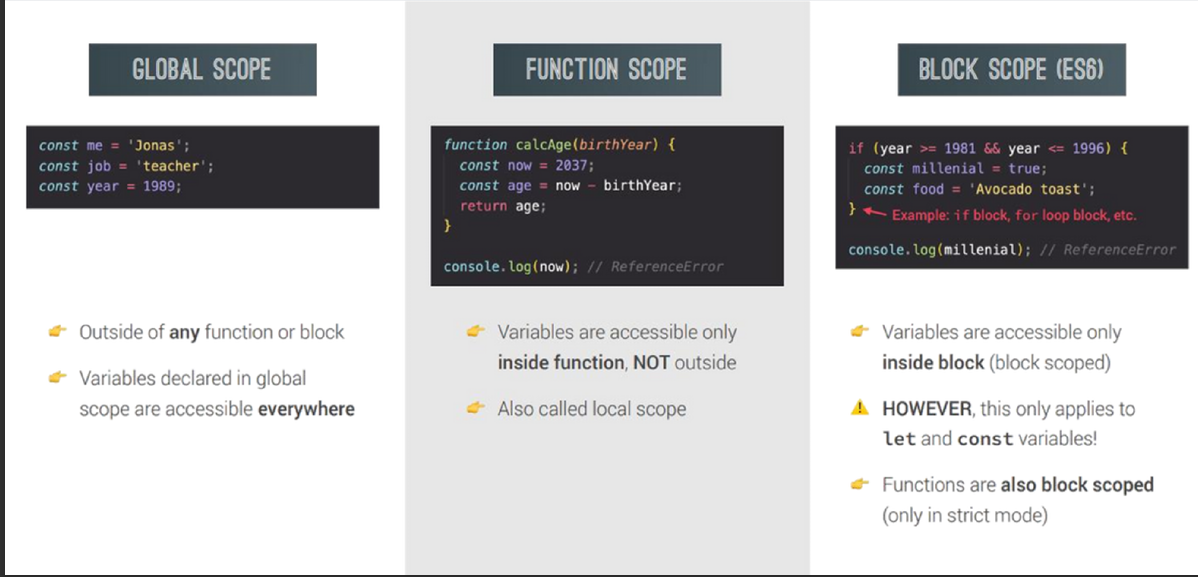 GLOBAL SCOPE
const me = 'Jonas';
const job = 'teacher';
const year = 1989;
Outside of any function or block
Variables declared in global
scope are accessible everywhere
FUNCTION SCOPE
function calcAge(birthYear) {
const now = 2037;
const age = now − birthYear;
return age;
}
console.log(now); // ReferenceError
Variables are accessible only
inside function, NOT outside
Also called local scope
BLOCK SCOPE (ES6)
if (year >= 1981 && year <= 1996) {
const millenial = true;
const food = 'Avocado toast';
} Example: if block, for loop block, etc.
console.log(millenial); // ReferenceError
Variables are accessible only
inside block (block scoped)
HOWEVER, this only applies to
let and const variables!
Functions are also block scoped
(only in strict mode)